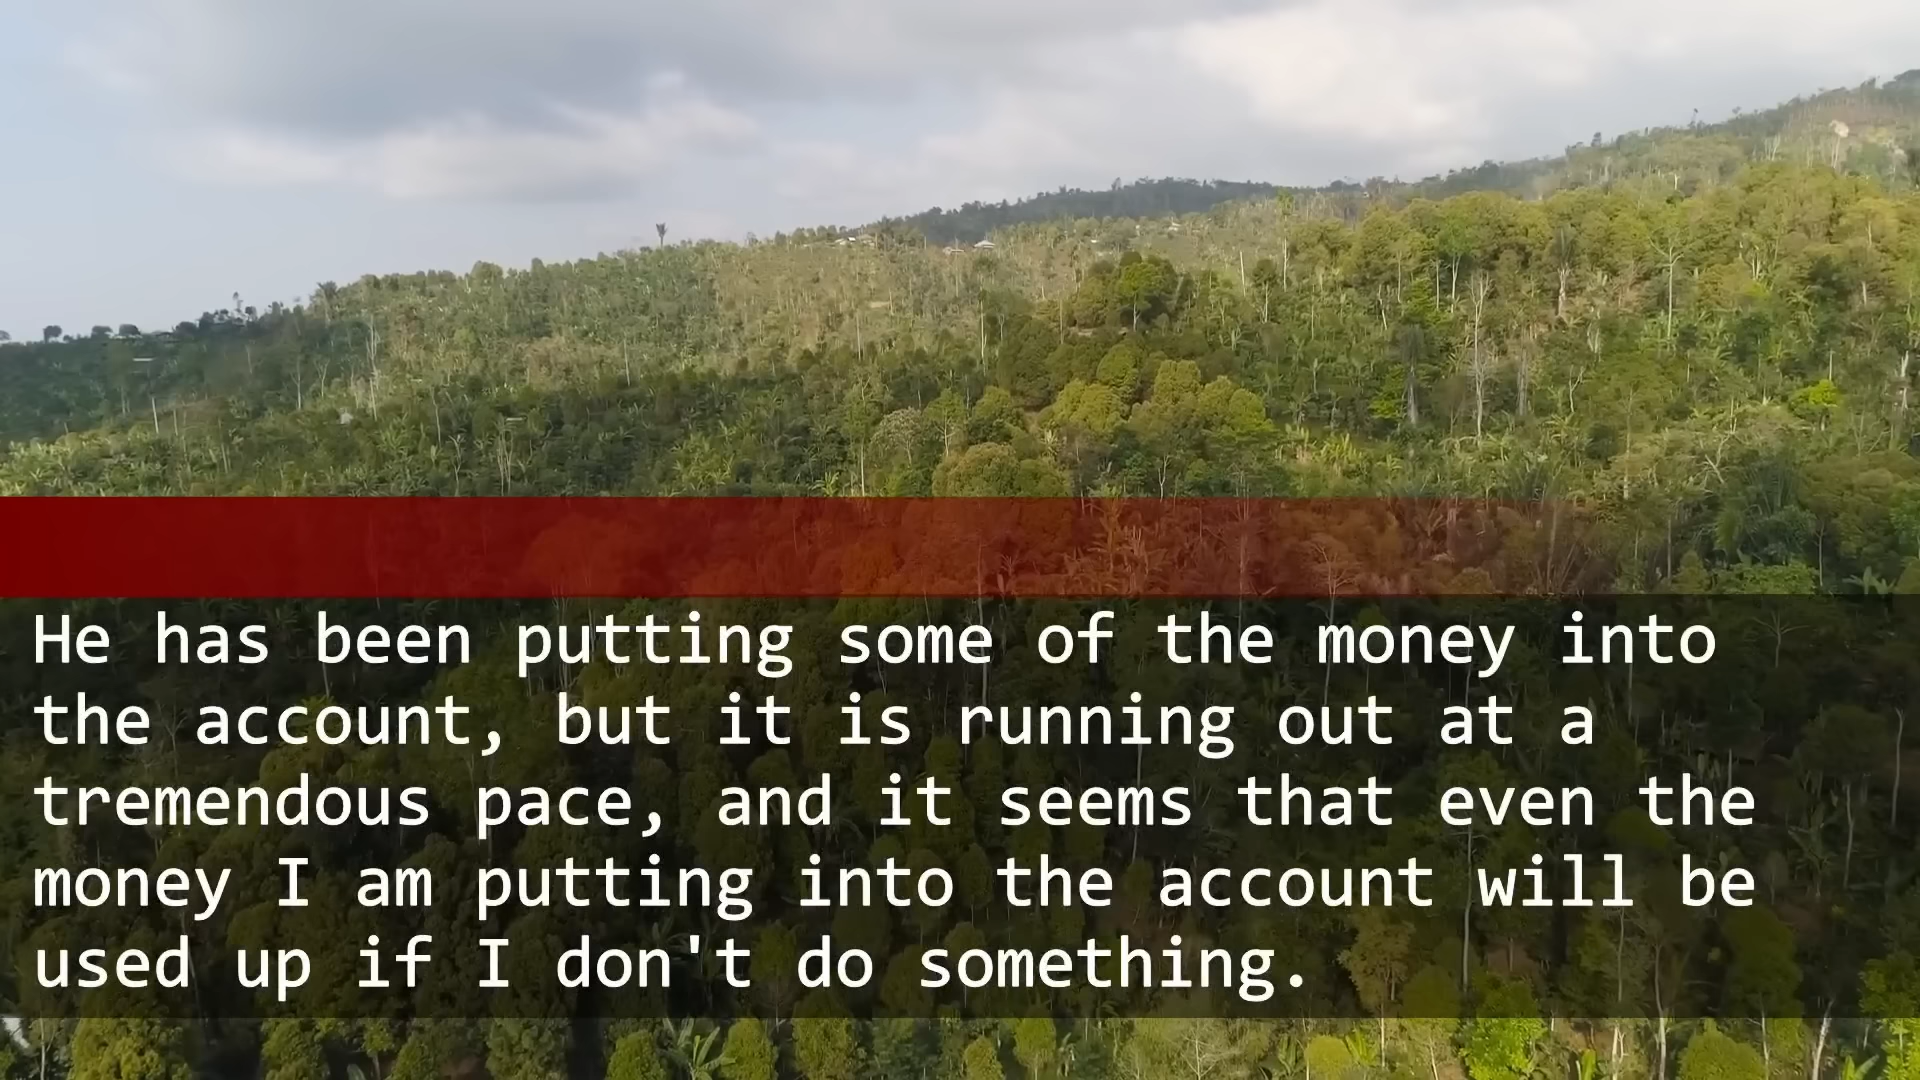 He has been putting some of the money into
the account, but it is running out at a
tremendous pace, and it seems that even the
money I am putting into the account will be
used up if I don't do something.